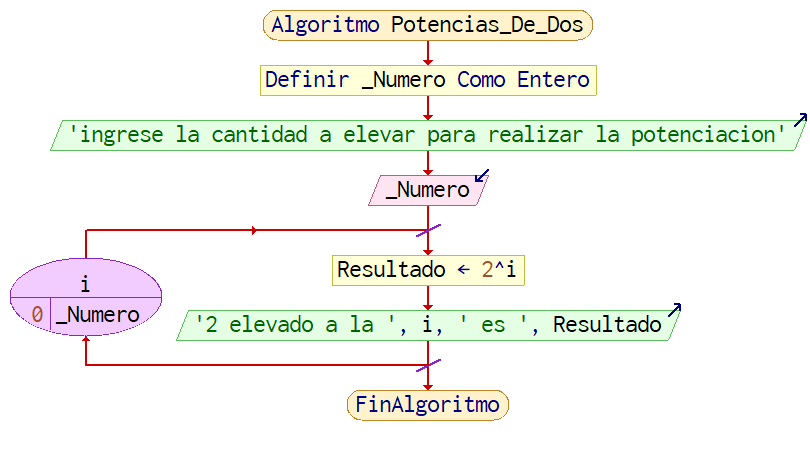 Algoritmo Potencias_De_Dos
Definir _Numero Como Entero
'ingrese la cantidad a elevar para realizar la potenciacion'
_Numero
i
0 _Numero
Resultado ← 2^i
'2 elevado a la ', i, ' es ', Resultado
FinAlgoritmo